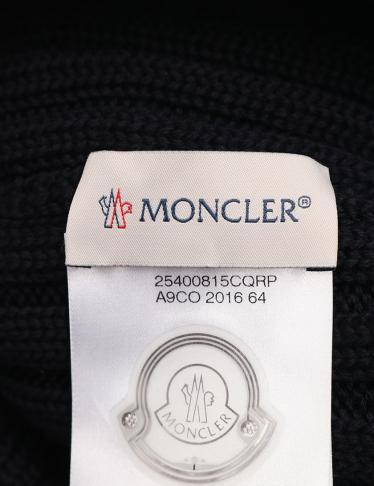 MONCLER®
25400815CQRP
A9CO 2016 64
MONCLER